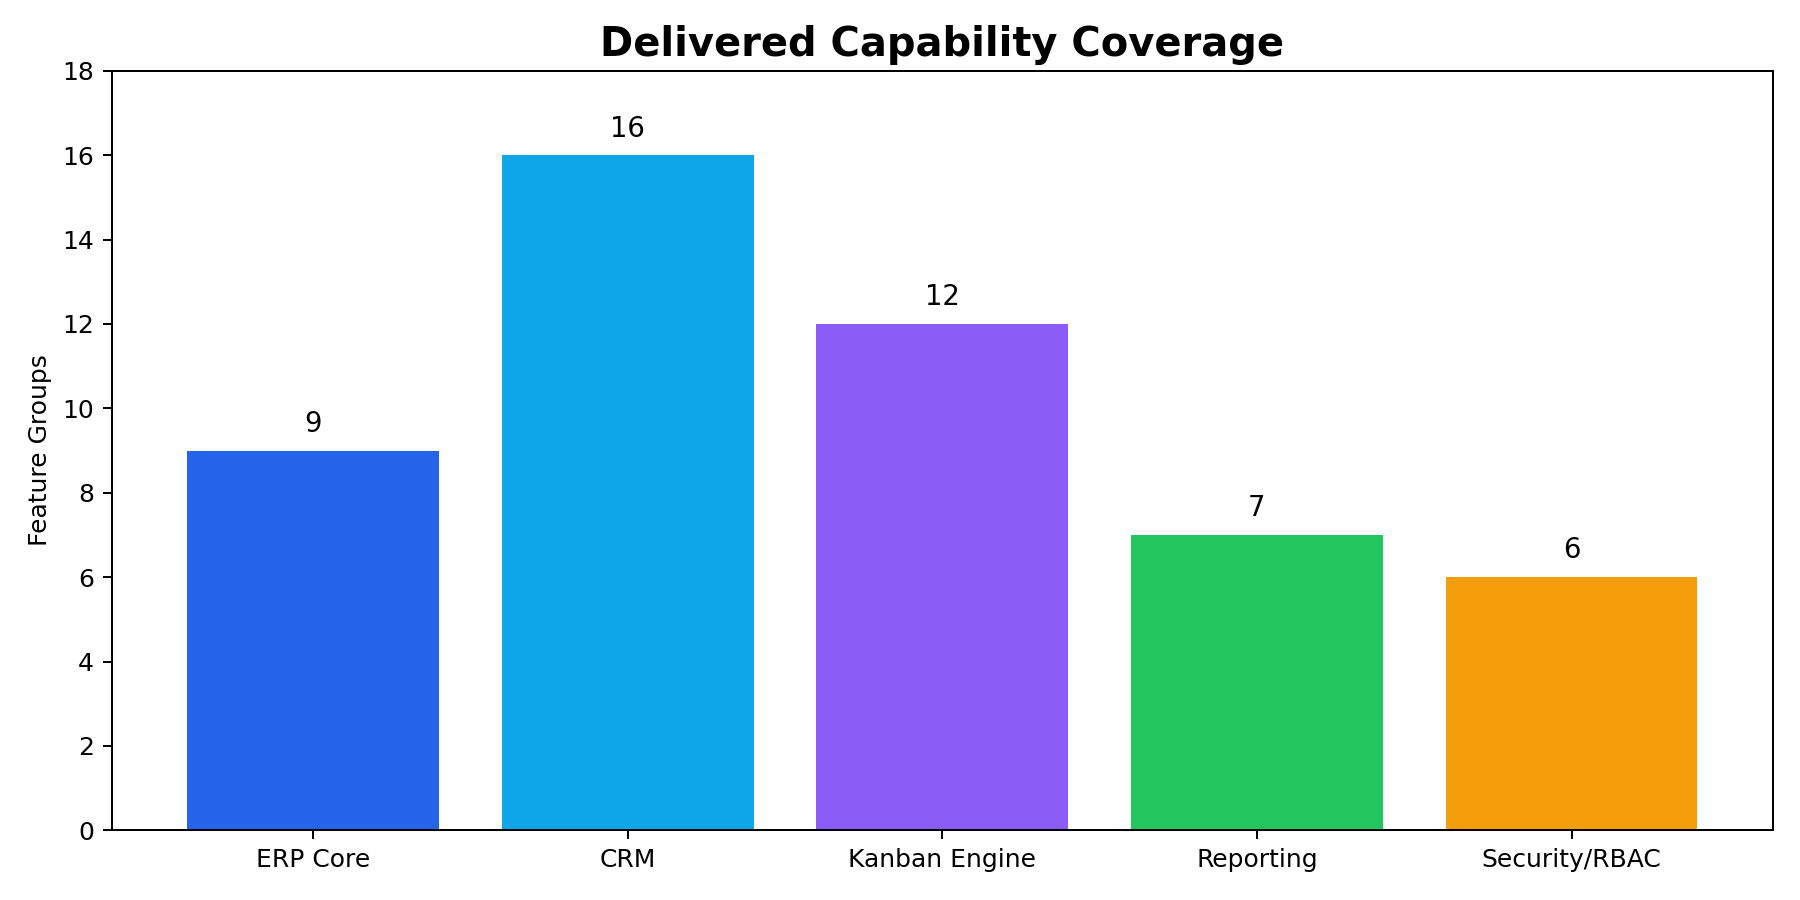 Delivered Capability Coverage
Feature Groups
18
16
14
12
10
8
6
4
2
0
9
16
12
7
6
ERP Core
CRM
Kanban Engine
Reporting
Security/RBAC